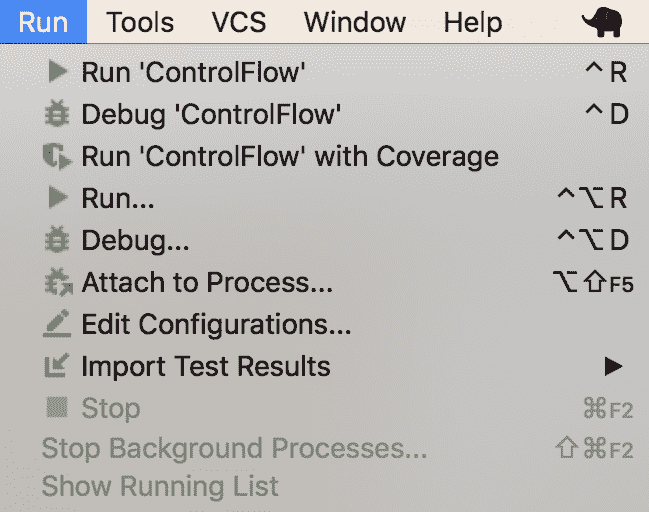 Run Tools VCS Window Help
Run 'ControlFlow' ^ R
Debug 'ControlFlow' ^ D
Run 'ControlFlow' with Coverage
Run... ^⌥ R
Debug... ^⌥ D
Attach to Process... ⌥⇧F5
Edit Configurations...
Import Test Results ▶
Stop ⌘F2
Stop Background Processes... ⇧⌘F2
Show Running List